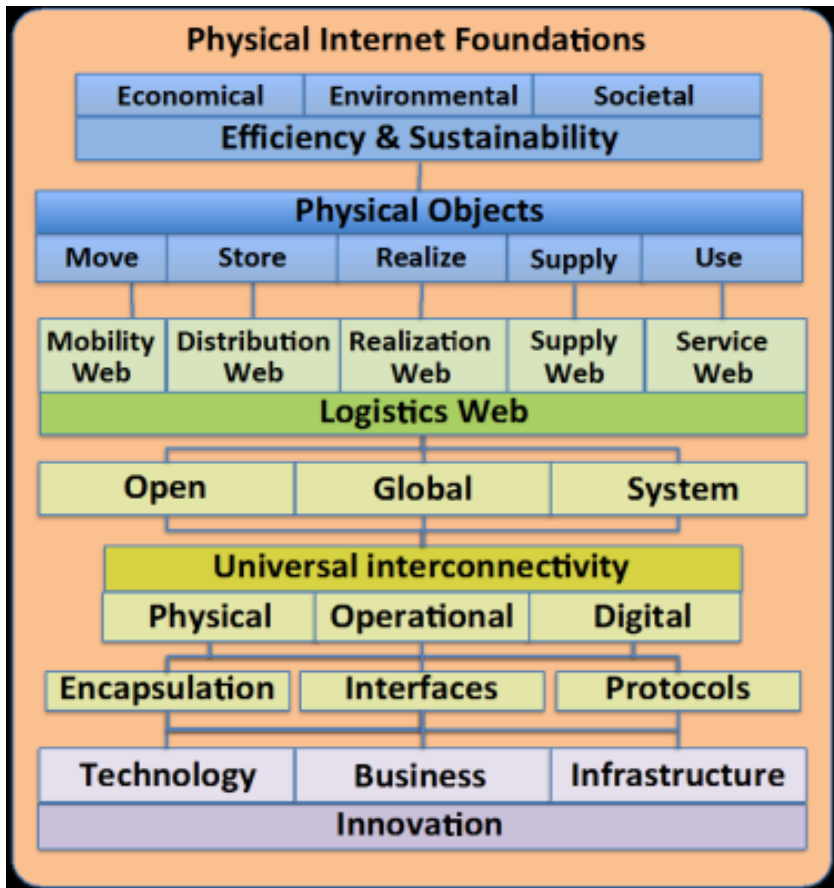 Physical Internet Foundations
Economical Environmental Societal
Efficiency & Sustainability
Physical Objects
Move Store Realize Supply Use
Mobility Distribution Realization Supply Service
Web Web Web Web Web
Logistics Web
Open Global System
Universal interconnectivity
Physical Operational Digital
Encapsulation Interfaces Protocols
Technology Business Infrastructure
Innovation